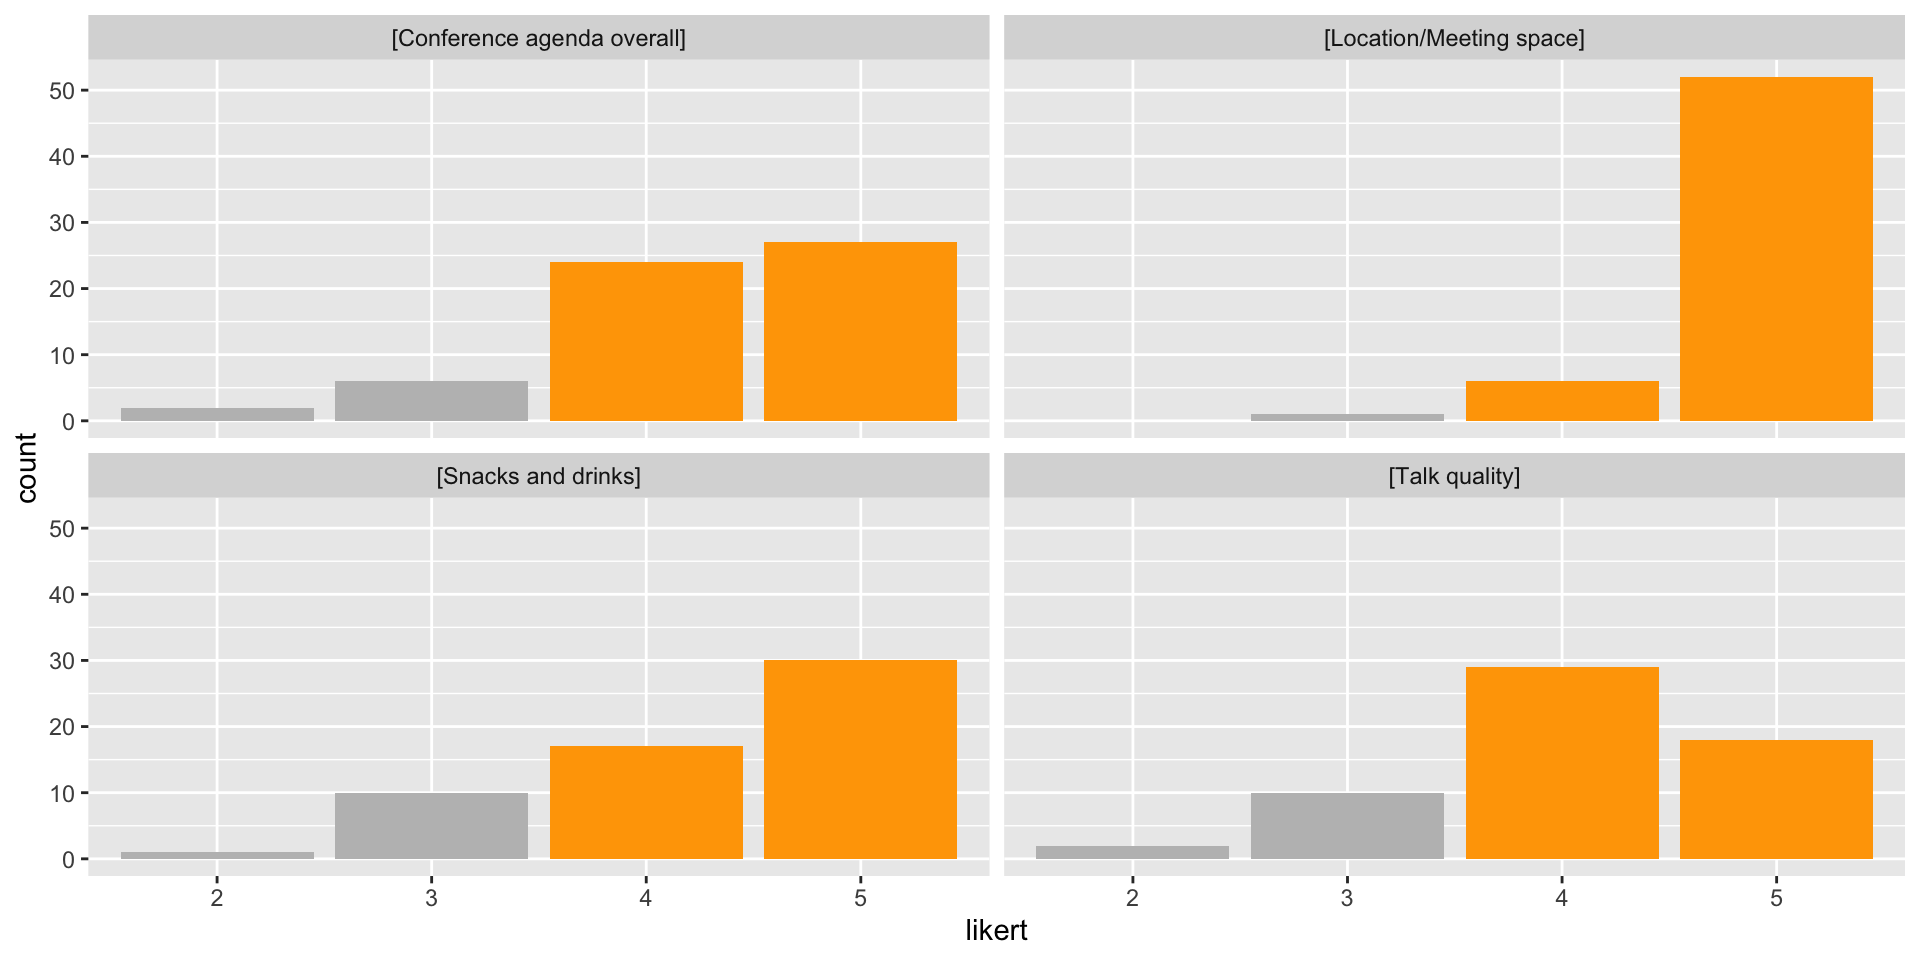 [Conference agenda overall]
[Location/Meeting space]
50
40
30
20
10
0
count
[Snacks and drinks]
[Talk quality]
50
40
30
20
10
0
2 3 4 5
2 3 4 5
likert